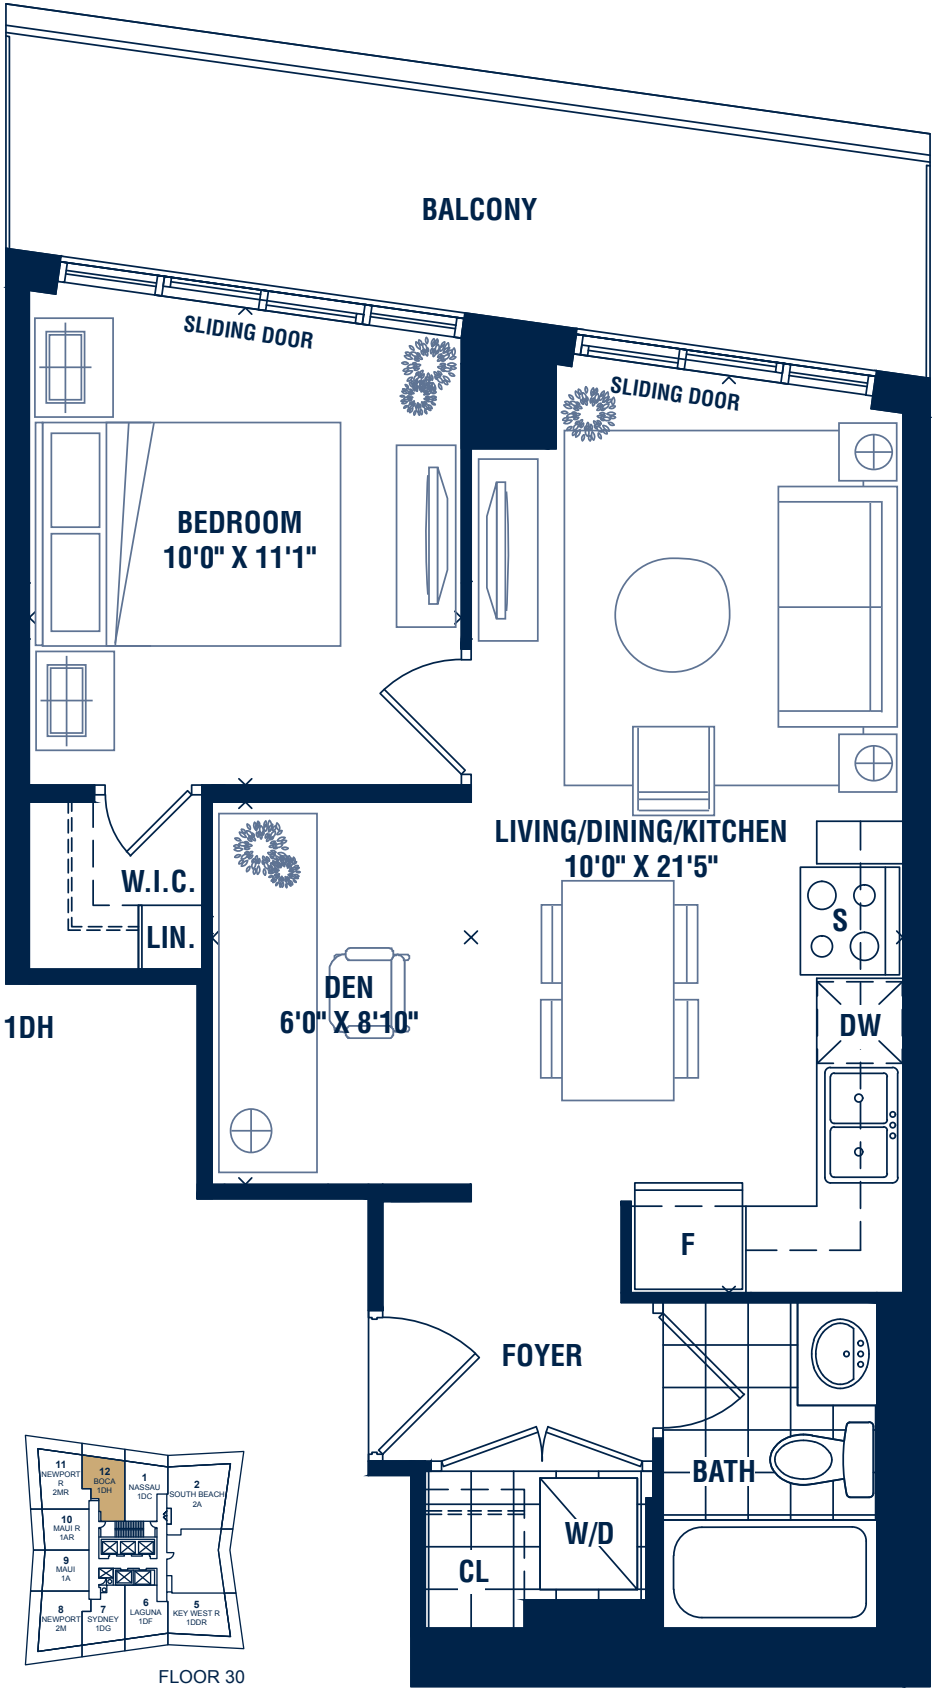 BALCONY
SLIDING DOOR
SLIDING DOOR
BEDROOM
10'0" X 11'1"
LIVING/DINING/KITCHEN
10'0" X 21'5"
W.I.C.
LIN.
S
DEN
6'0" X 8'10"
1DH
DW
F
FOYER
BATH
W/D
CL
11
NEWPORT
R
2MR
12
BOCA
1DH
1
NASSAU
1DC
2
SOUTH BEACH
2A
10
MAUI R
1AR
9
MAUI
1A
8
NEWPORT
2M
7
SYDNEY
1DG
6
LAGUNA
1DF
5
KEY WEST R
1DDR
FLOOR 30